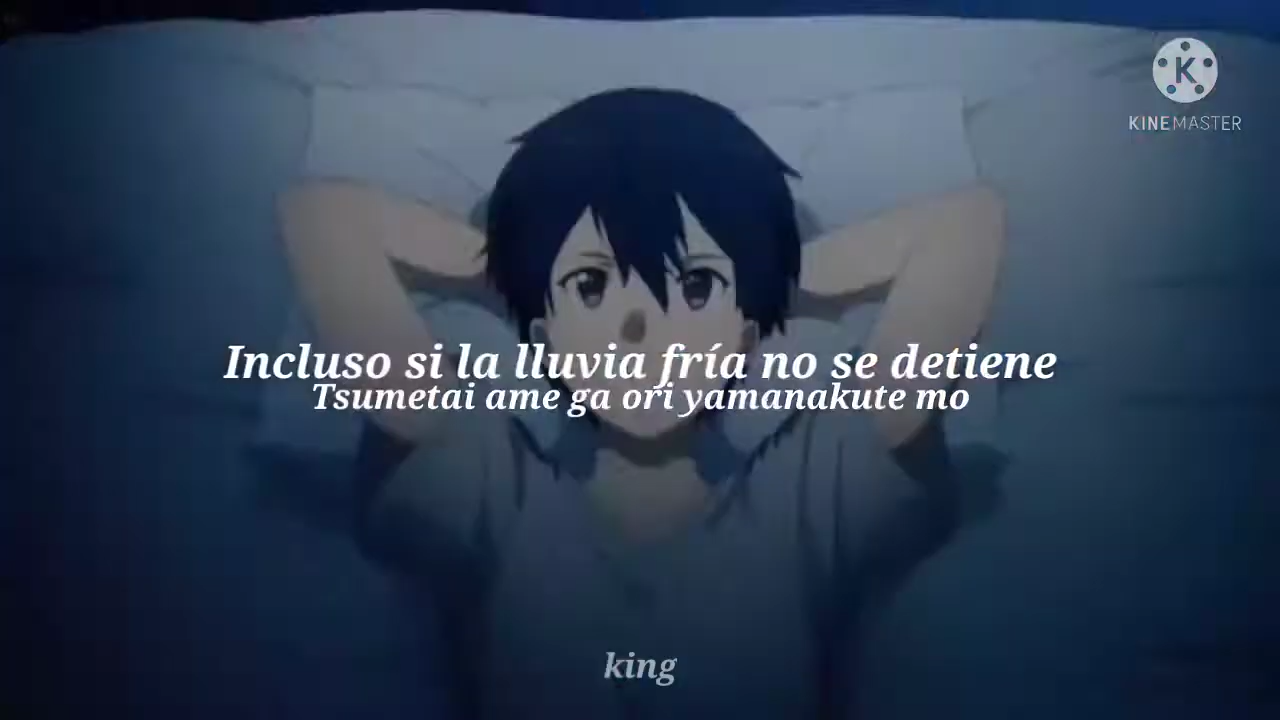 K
KINEMASTER
Incluso si la lluvia fría no se detiene
Tsumetai ame ga ori yamanakute mo
king